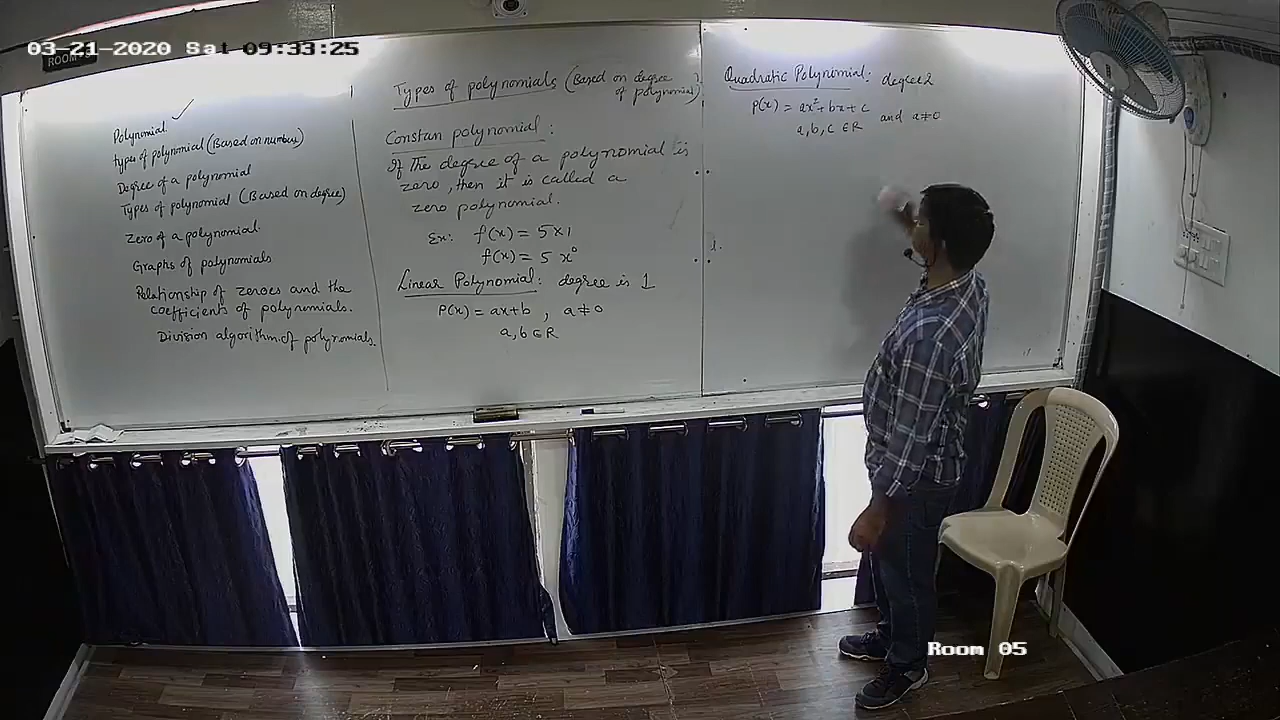 03-21-2020 Sat 09:33:25
ROOM-5
Polynomial ✓
Types of polynomial (Based on number)
Degree of a polynomial
Types of polynomial (Based on degree)
Zero of a polynomial.
Graphs of polynomials
Relationship of zeroes and the
coefficients of polynomials.
Division algorithm of polynomials.
Types of polynomials (Based on degree
of polynomial)
Constan polynomial :
If the degree of a polynomial is
zero, then it is called a
zero polynomial.
Ex: f(x) = 5×1
f(x) = 5 x⁰
Linear Polynomial : degree is 1
P(x) = ax+b , a≠0
a,b ∈ R
Quadratic Polynomial: degree 2
P(x) = ax²+bx+c
a,b,c ∈ R and a≠0
Room 05